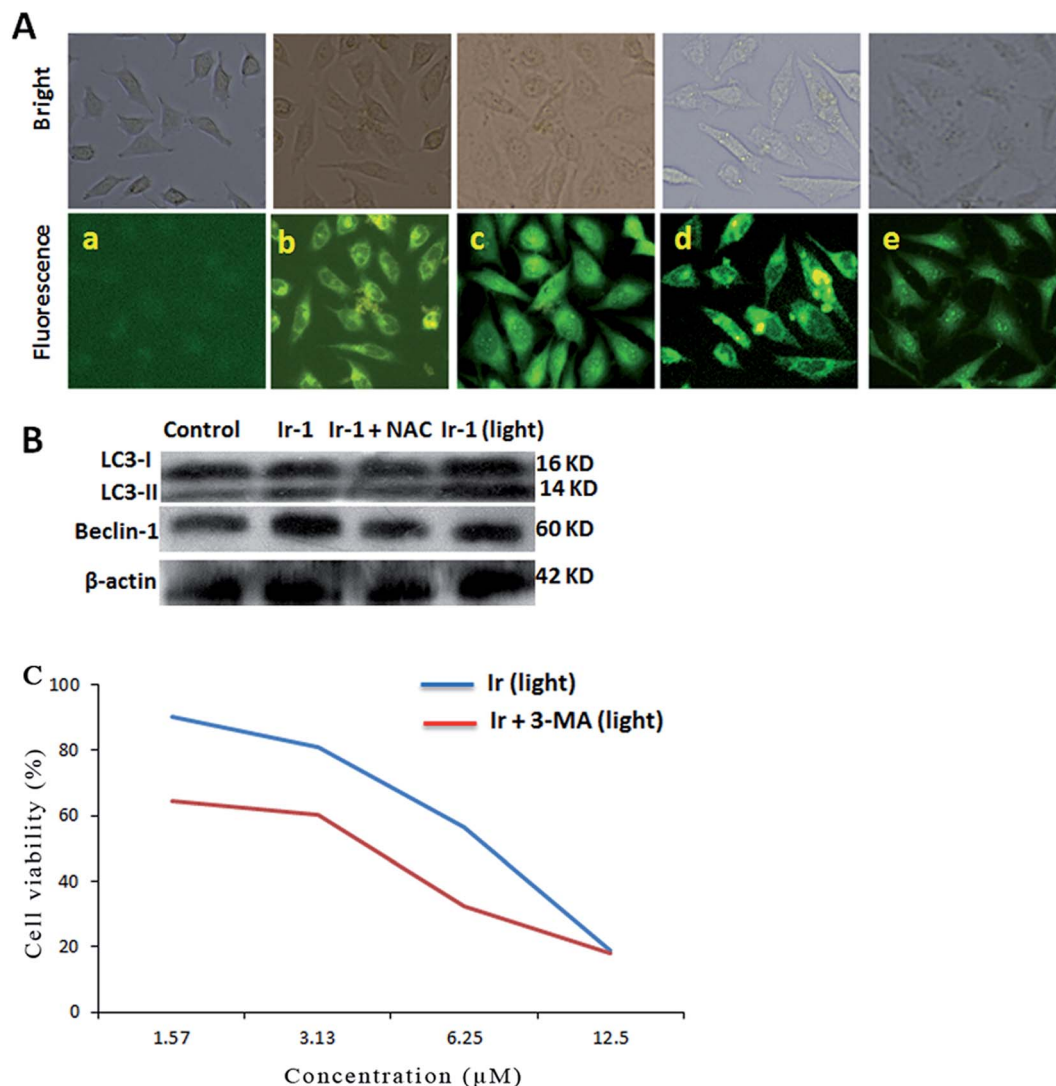 A
Bright
Fluorescence
a b c d e
B
Control Ir-1 Ir-1 + NAC Ir-1 (light)
LC3-I 16 KD
LC3-II 14 KD
Beclin-1 60 KD
β-actin 42 KD
C
100
80
60
40
20
0
Cell viability (%)
Ir (light)
Ir + 3-MA (light)
1.57 3.13 6.25 12.5
Concentration (μM)